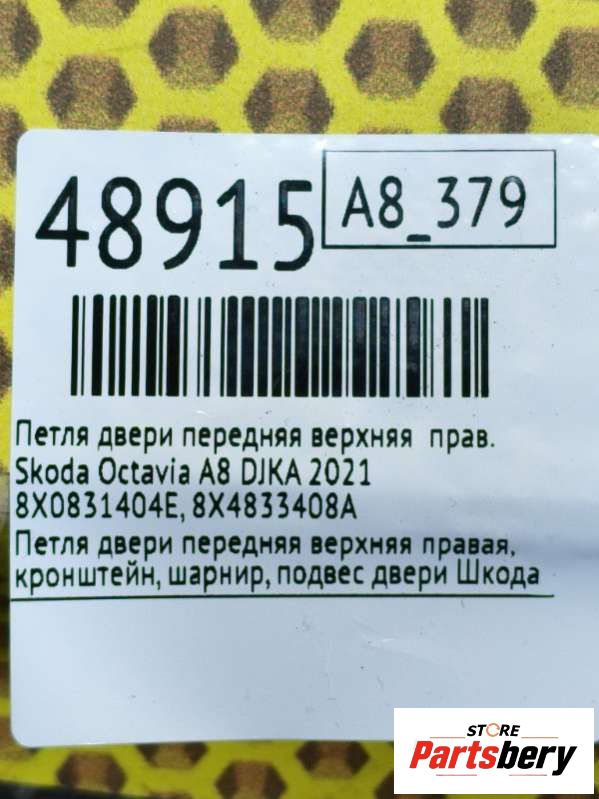 48915
A8_379
Петля двери передняя верхняя прав.
Skoda Octavia A8 DJKA 2021
8X0831404E, 8X4833408A
Петля двери передняя верхняя правая,
кронштейн, шарнир, подвес двери Шкода
STORE
Partsbery